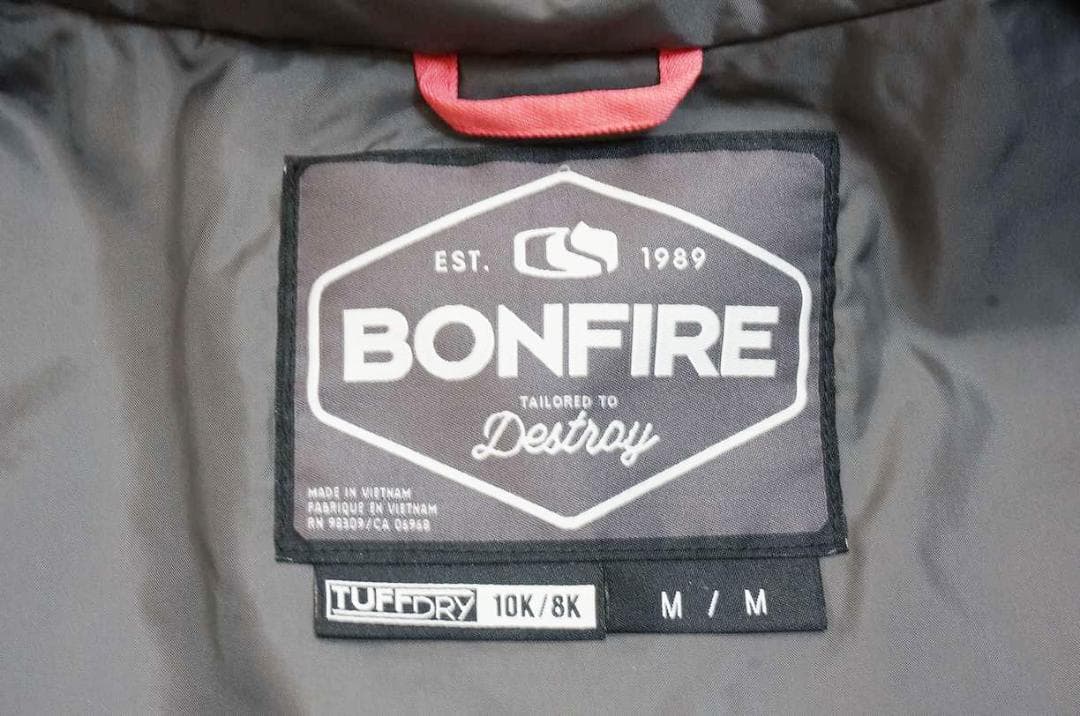 EST. 1989
BONFIRE
TAILORED TO
Destroy
MADE IN VIETNAM
FABRIQUE EN VIETNAM
RN 98309/CA 06968
TUFFDRY 10K/8K M / M